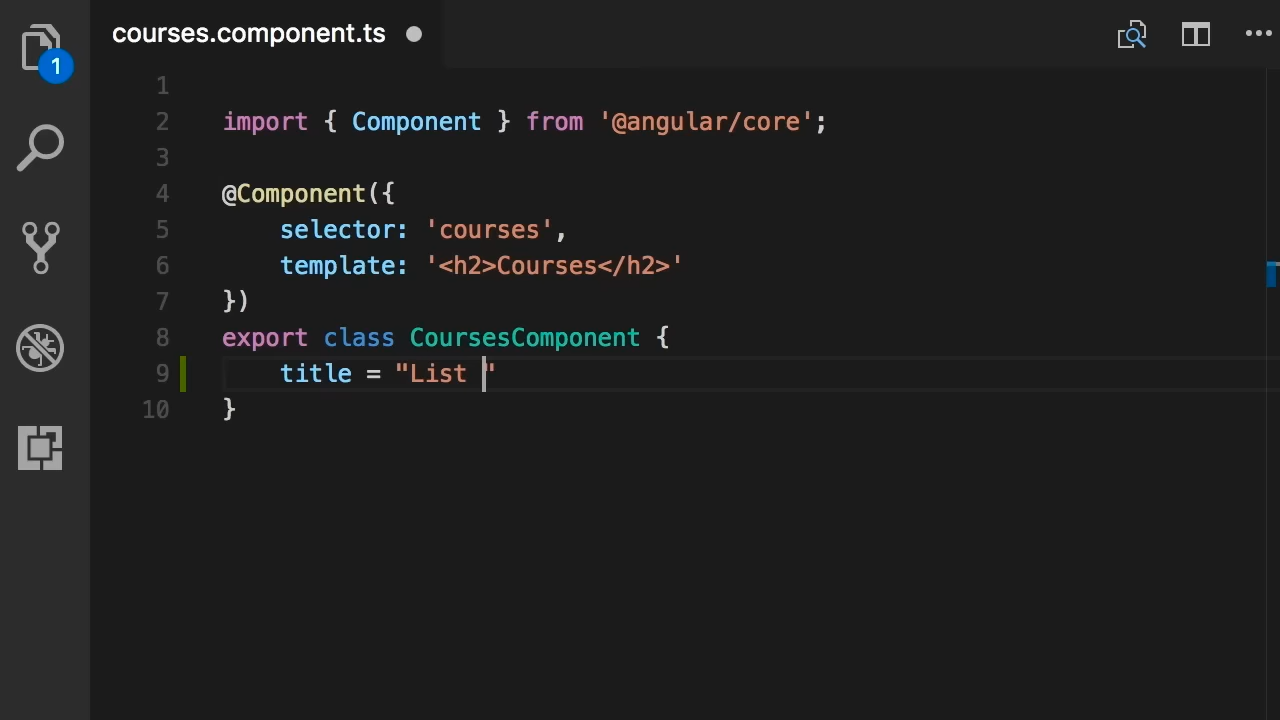 courses.component.ts
1
1
2 import { Component } from '@angular/core';
3
4 @Component({
5     selector: 'courses',
6     template: '<h2>Courses</h2>'
7 })
8 export class CoursesComponent {
9     title = "List "
10 }